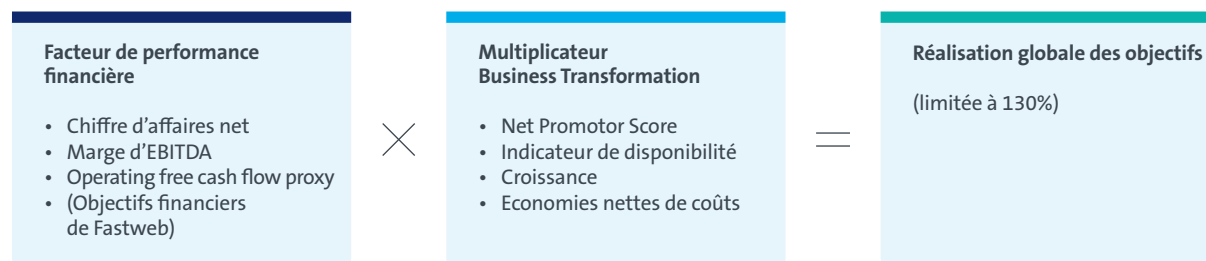 Facteur de performance
financière
• Chiffre d'affaires net
• Marge d'EBITDA
• Operating free cash flow proxy
• (Objectifs financiers
de Fastweb)
×
Multiplicateur
Business Transformation
• Net Promotor Score
• Indicateur de disponibilité
• Croissance
• Economies nettes de coûts
=
Réalisation globale des objectifs
(limitée à 130%)